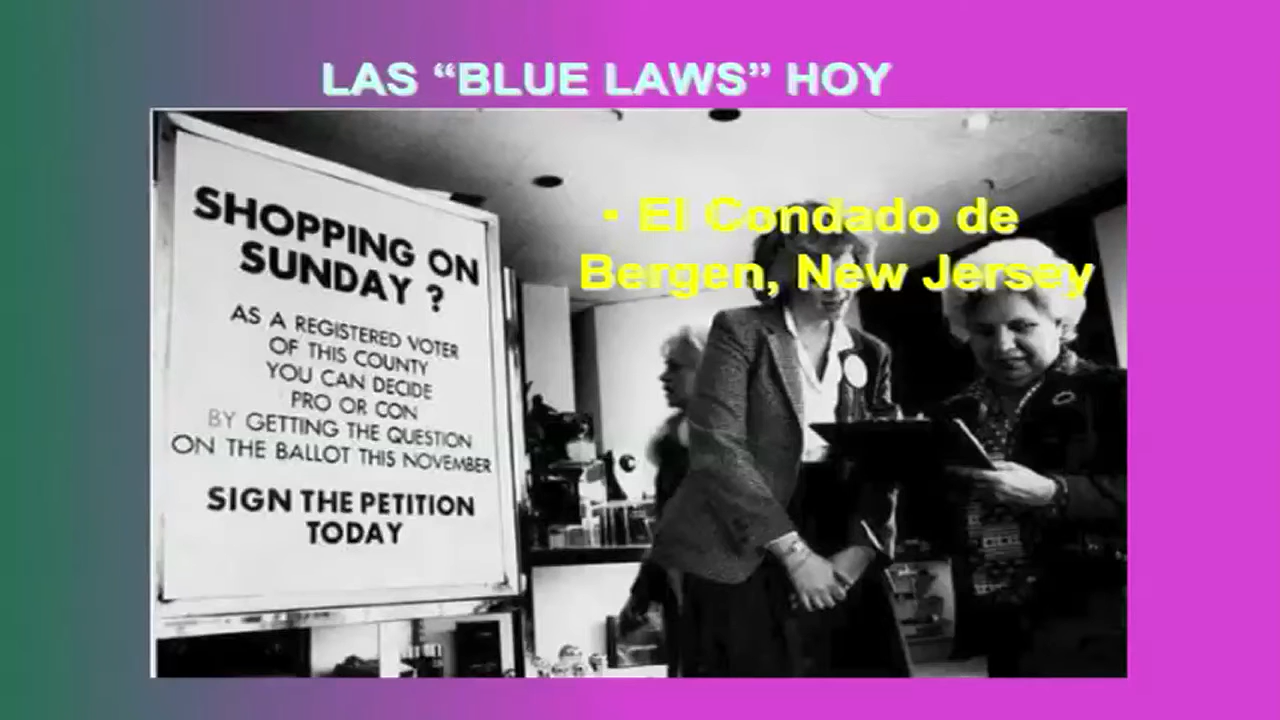 LAS “BLUE LAWS” HOY
• El Condado de
Bergen, New Jersey
SHOPPING ON
SUNDAY ?
AS A REGISTERED VOTER
OF THIS COUNTY
YOU CAN DECIDE
PRO OR CON
BY GETTING THE QUESTION
ON THE BALLOT THIS NOVEMBER
SIGN THE PETITION
TODAY